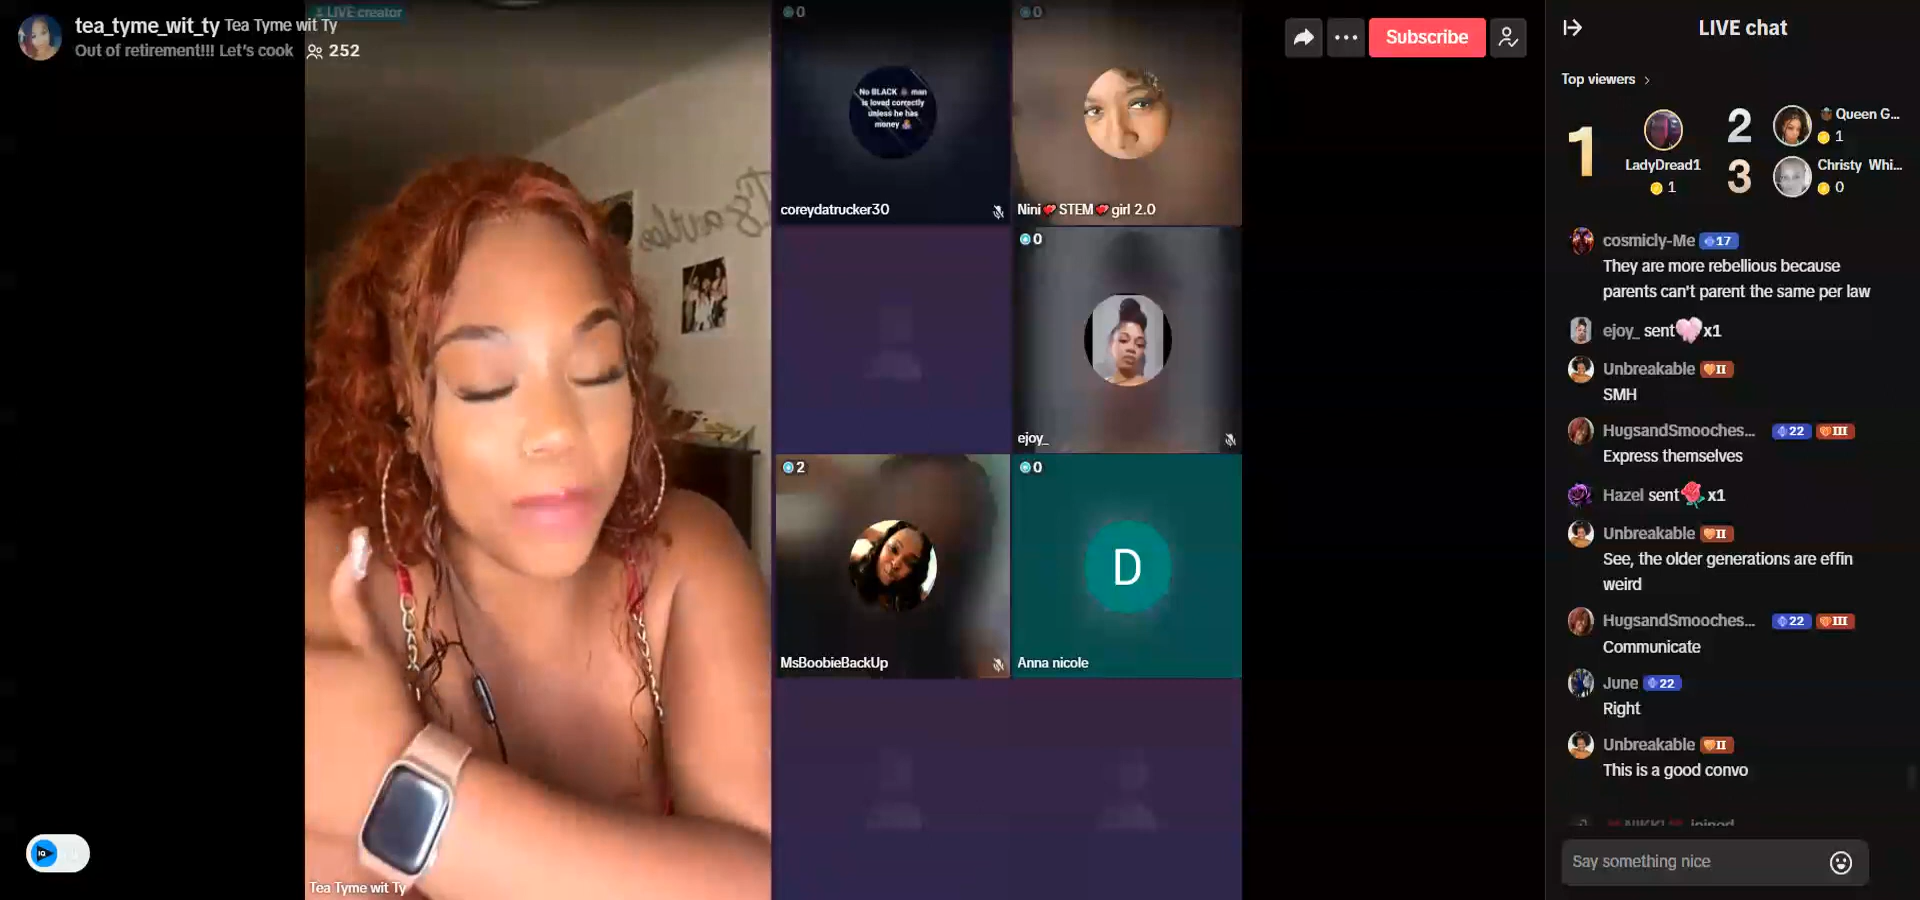 tea_tyme_wit_ty Tea Tyme wit Ty
Out of retirement!!! Let's cook
252
LIVE creator
0
No BLACK man
is loved correctly
unless he has
money
coreydatrucker30
0
Nini STEM girl 2.0
0
ejoy_
2
MsBoobieBackUp
0
D
Anna nicole
Tea Tyme wit Ty
Subscribe
LIVE chat
Top viewers
1
LadyDread1
1
2
Queen G...
1
3
Christy Whi...
0
cosmicly-Me 17
They are more rebellious because
parents can't parent the same per law
ejoy_ sent x1
Unbreakable II
SMH
HugsandSmooches... 22 III
Express themselves
Hazel sent x1
Unbreakable II
See, the older generations are effin
weird
HugsandSmooches... 22 III
Communicate
June 22
Right
Unbreakable II
This is a good convo
NIKKI joined
Say something nice